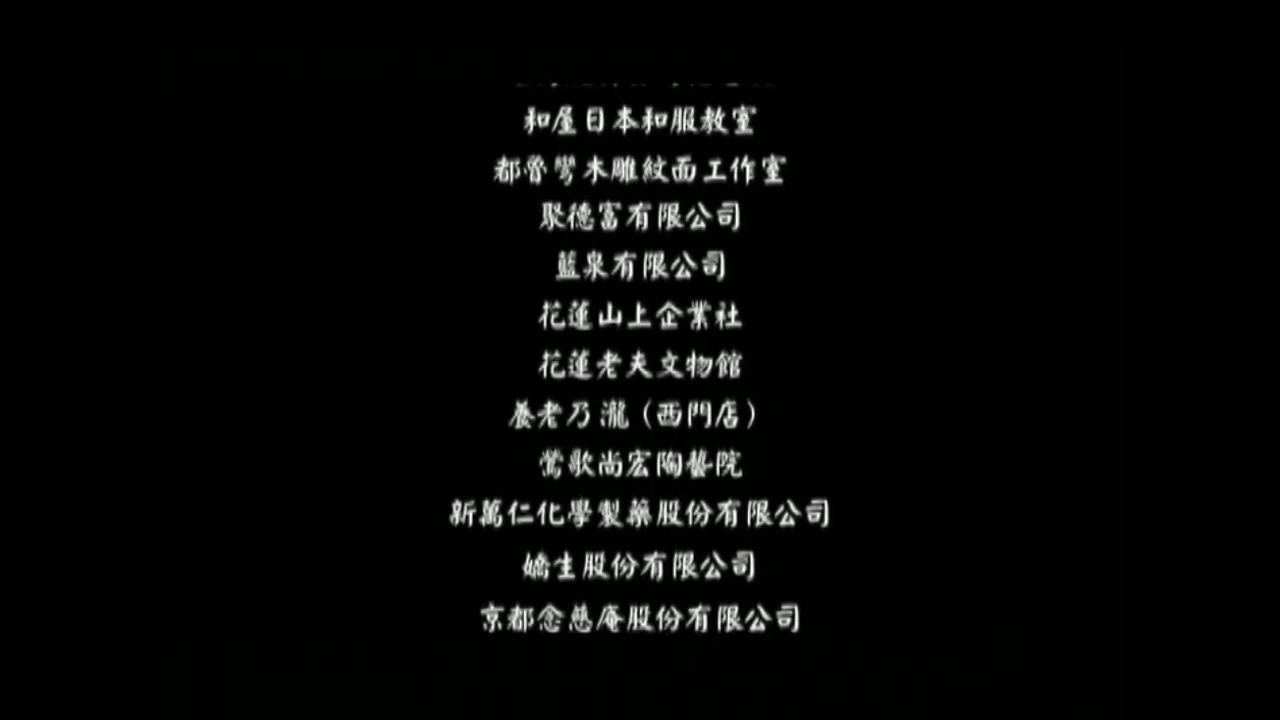 和屋日本和服教室
都魯彎木雕紋面工作室
聚德富有限公司
藍泉有限公司
花蓮山上企業社
花蓮老夫文物館
養老乃瀧（西門店）
鶯歌尚宏陶藝院
新萬仁化學製藥股份有限公司
嬌生股份有限公司
京都念慈庵股份有限公司